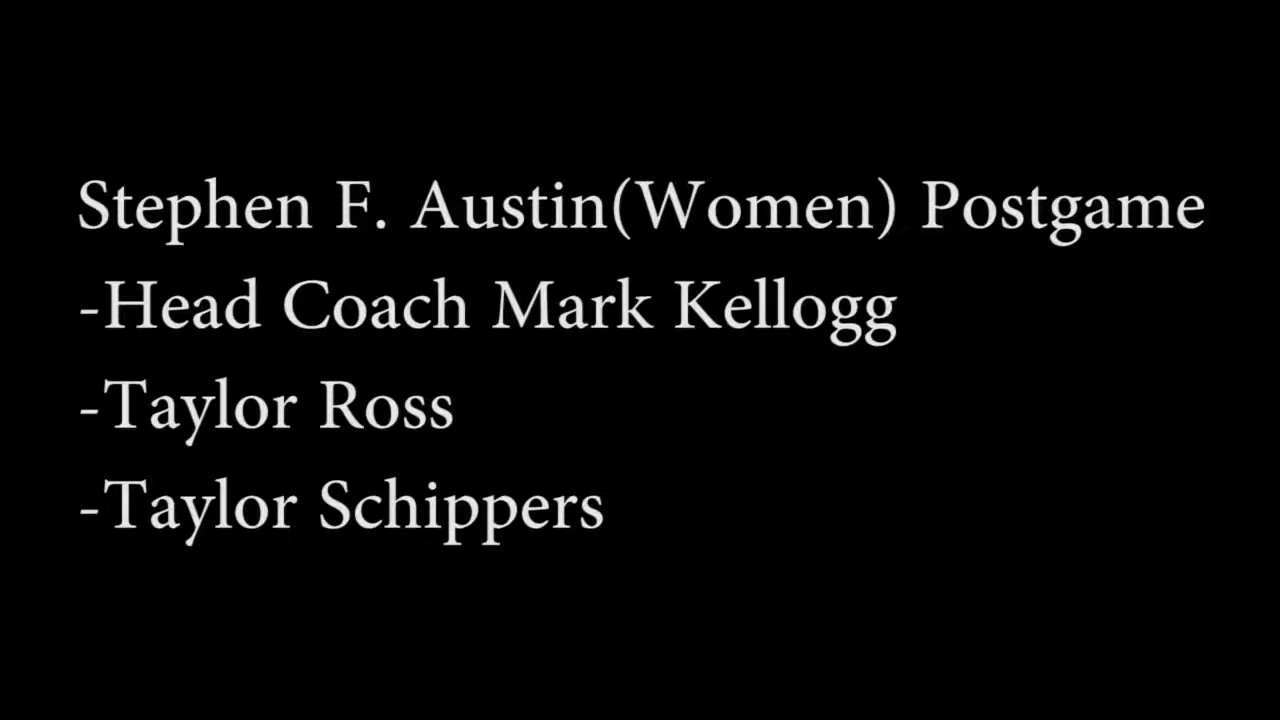 Stephen F. Austin(Women) Postgame
-Head Coach Mark Kellogg
-Taylor Ross
-Taylor Schippers